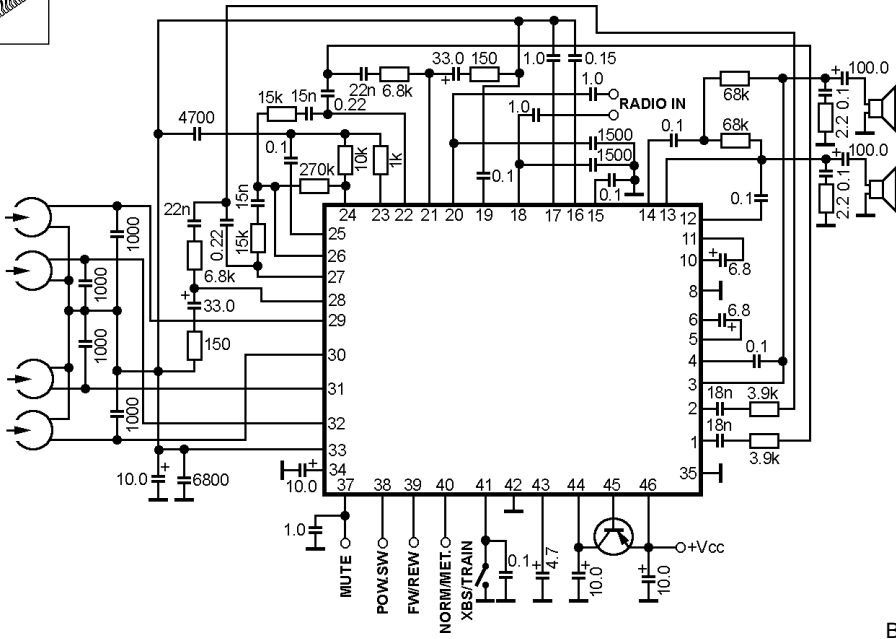 33.0 150 1.0 0.15
22n 6.8k 1.0 RADIO IN
100.0
15k 15n 0.22 1.0
68k
2.2 0.1
4700 1500 0.1 68k
0.1 10k 1k 1500
100.0
270k 0.1 0.1
15n 0.1 2.2 0.1
22n 24 23 22 21 20 19 18 17 16 15 14 13 12
1000 0.22 15k 25 11
26 10 6.8
6.8k 27
1000 28 8
33.0 29 6 6.8
150 5
1000 30 4 0.1
31 3
18n 3.9k
1000 32 2
18n
33 1 3.9k
10.0 6800 10.0 34 35
37 38 39 40 41 42 43 44 45 46
1.0
MUTE
POW.SW
FW/REW
NORM/MET.
XBS/TRAIN
0.1
4.7
10.0
10.0
+Vcc
B